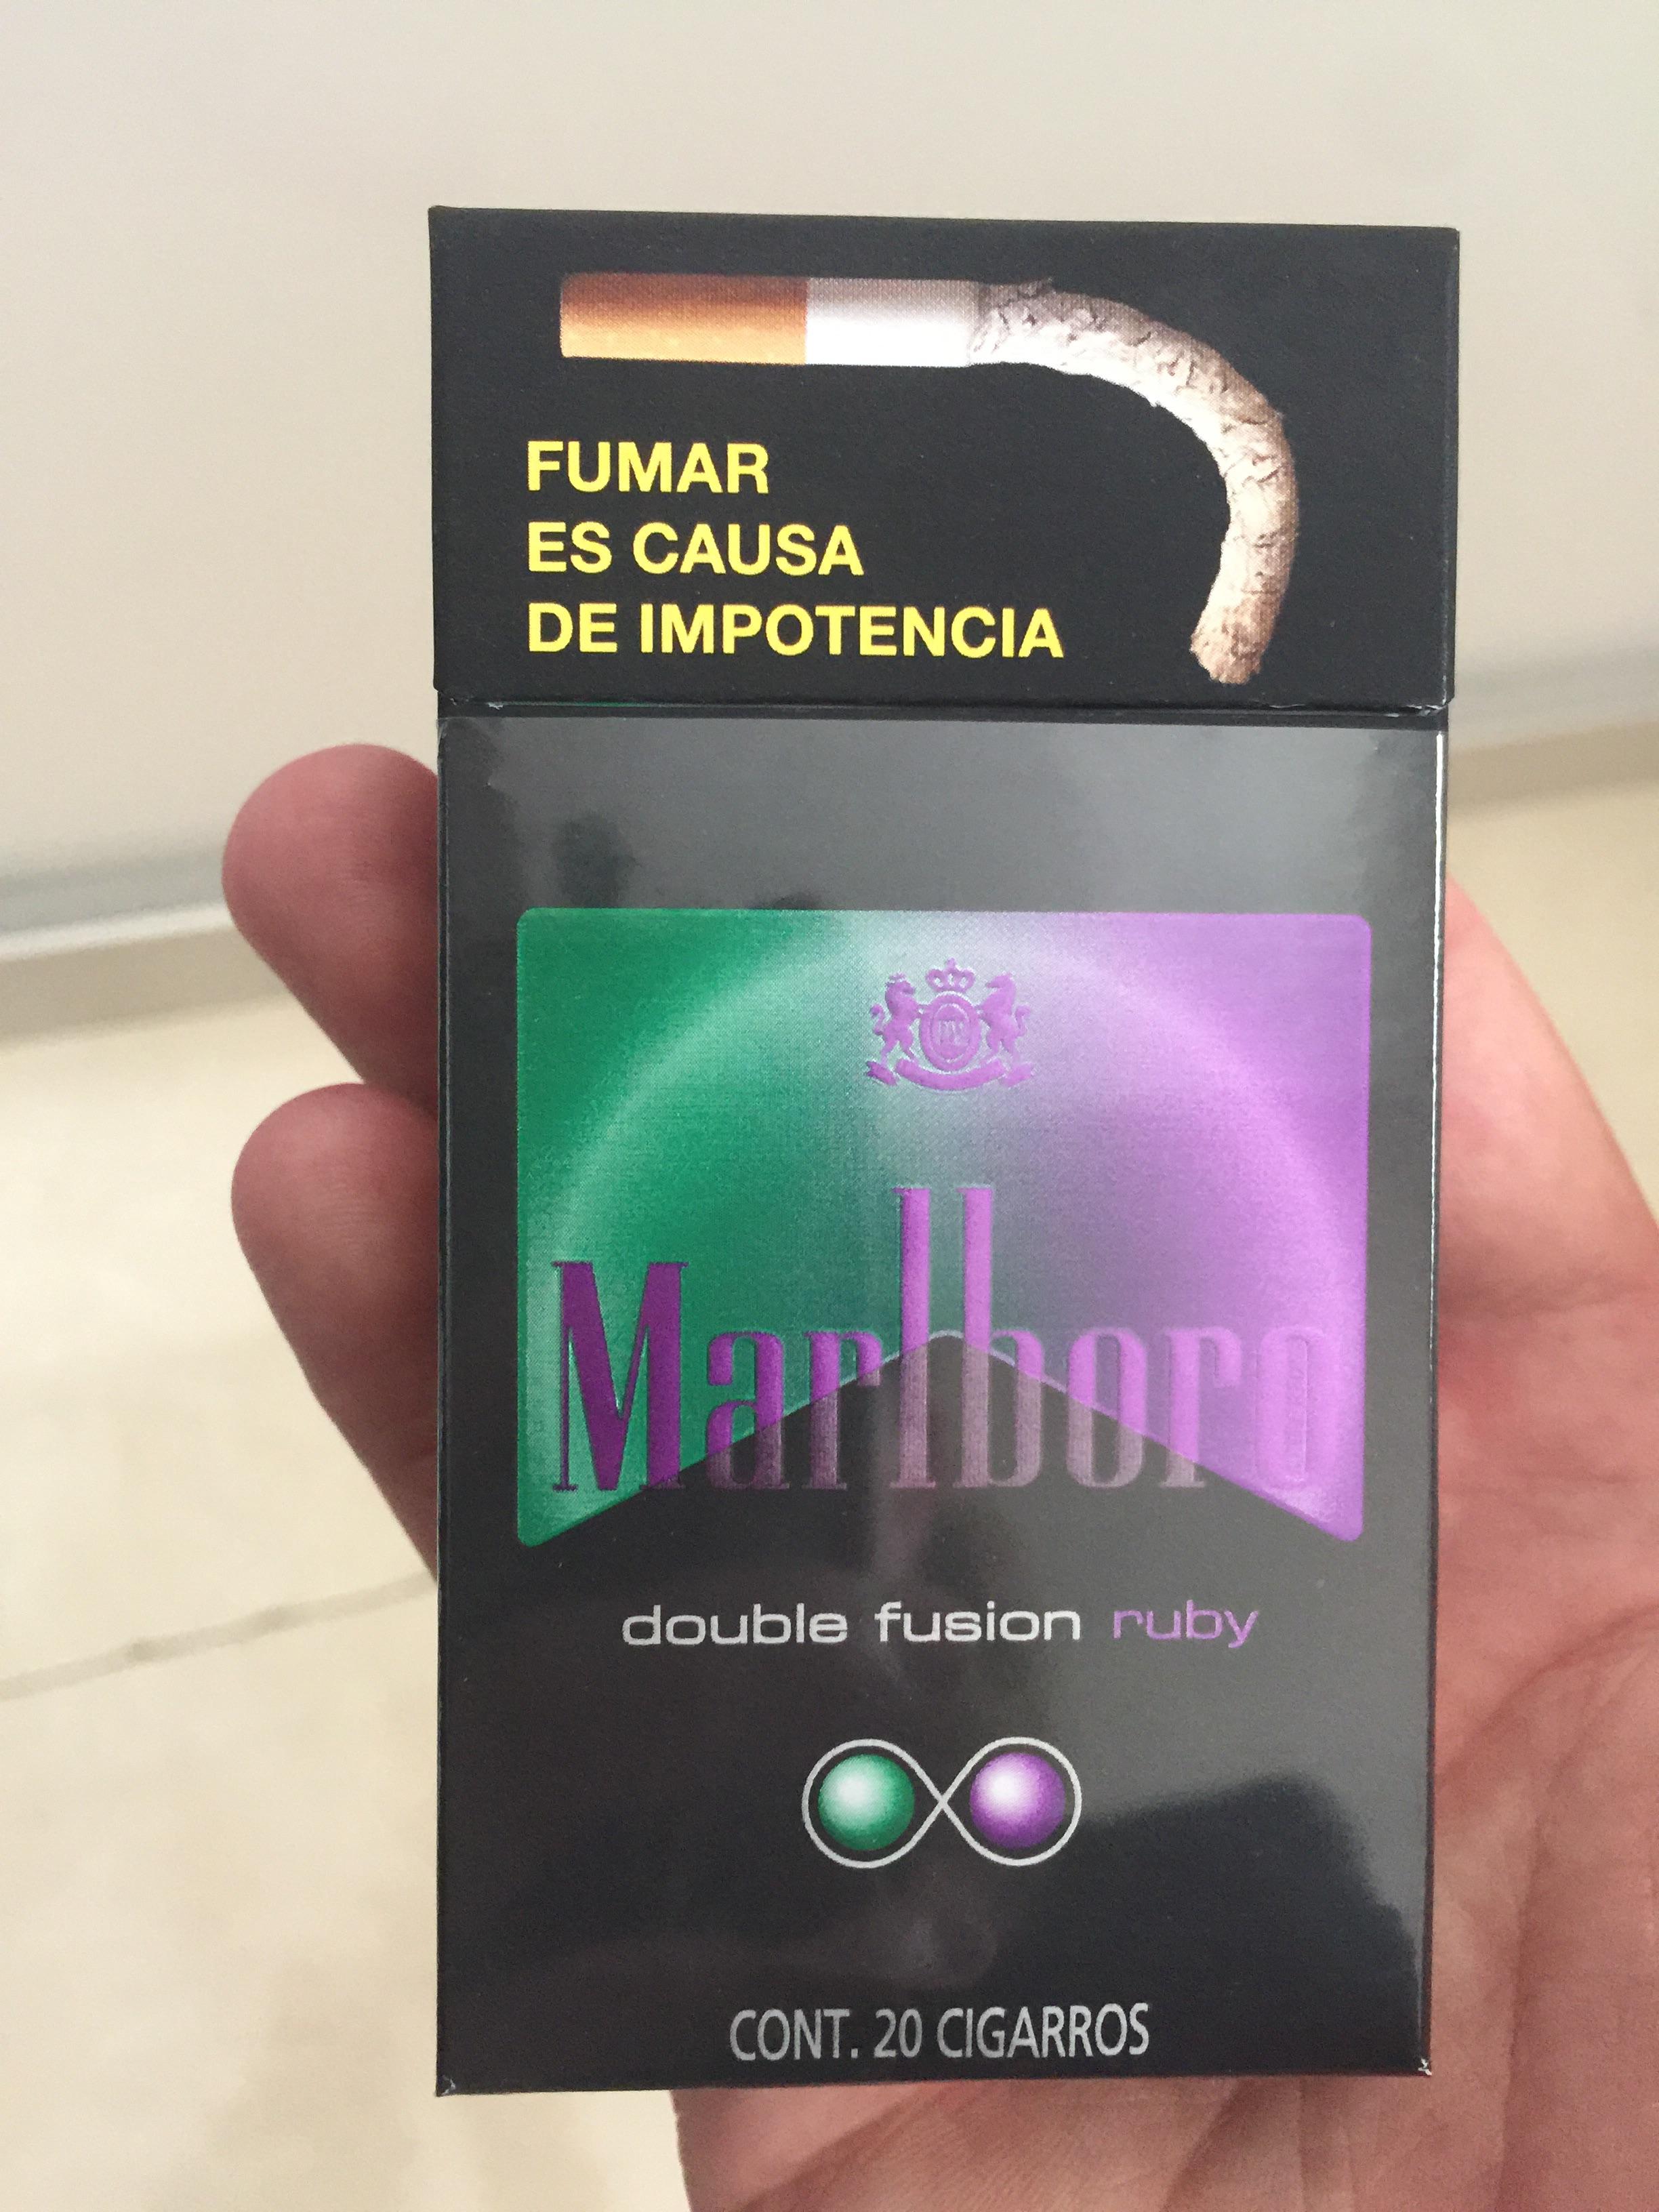 FUMAR
ES CAUSA
DE IMPOTENCIA
Marlboro
double fusion ruby
CONT. 20 CIGARROS